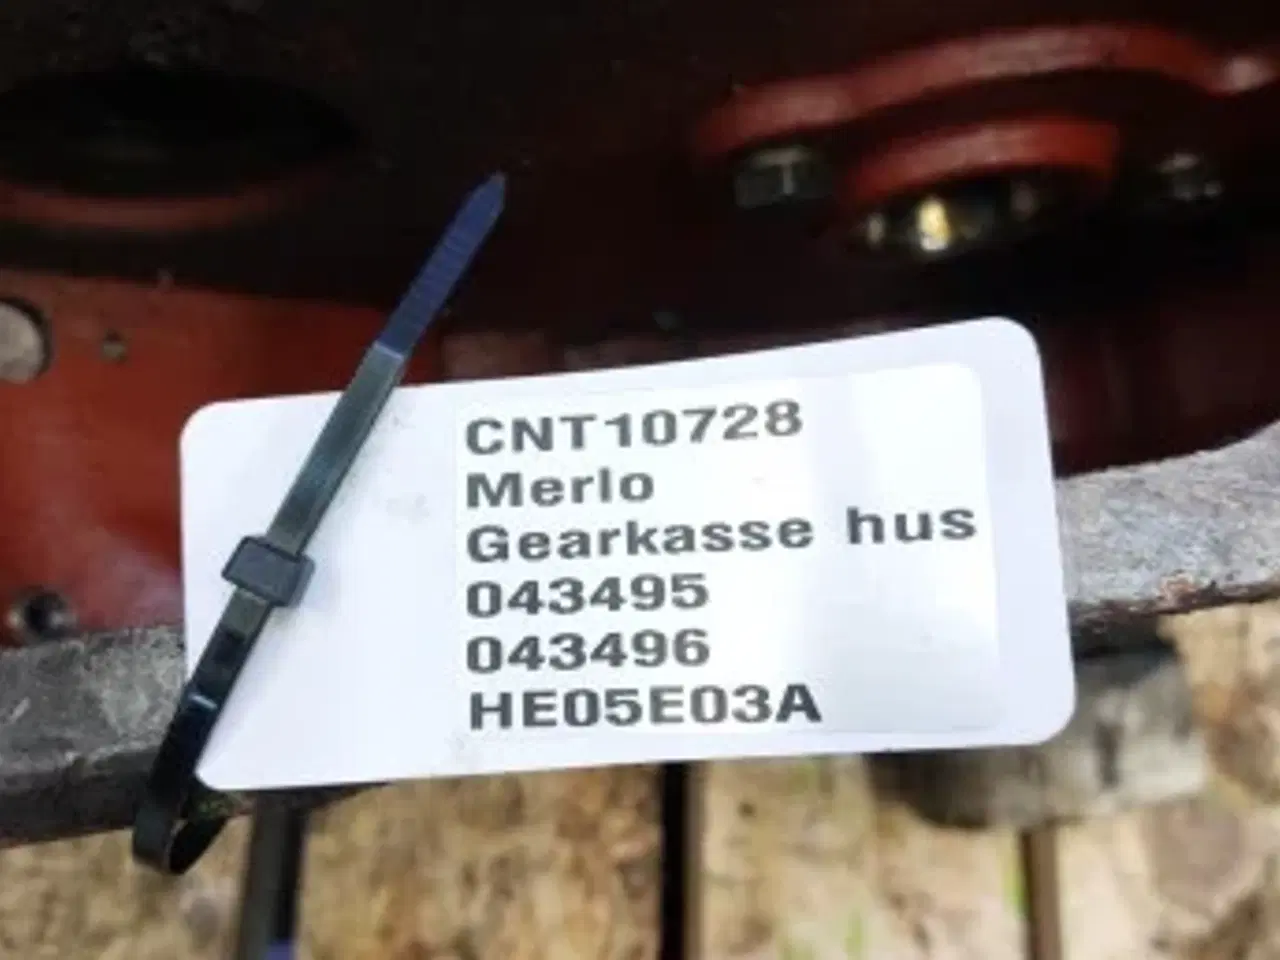 CNT10728
Merlo
Gearkasse hus
043495
043496
HE05E03A